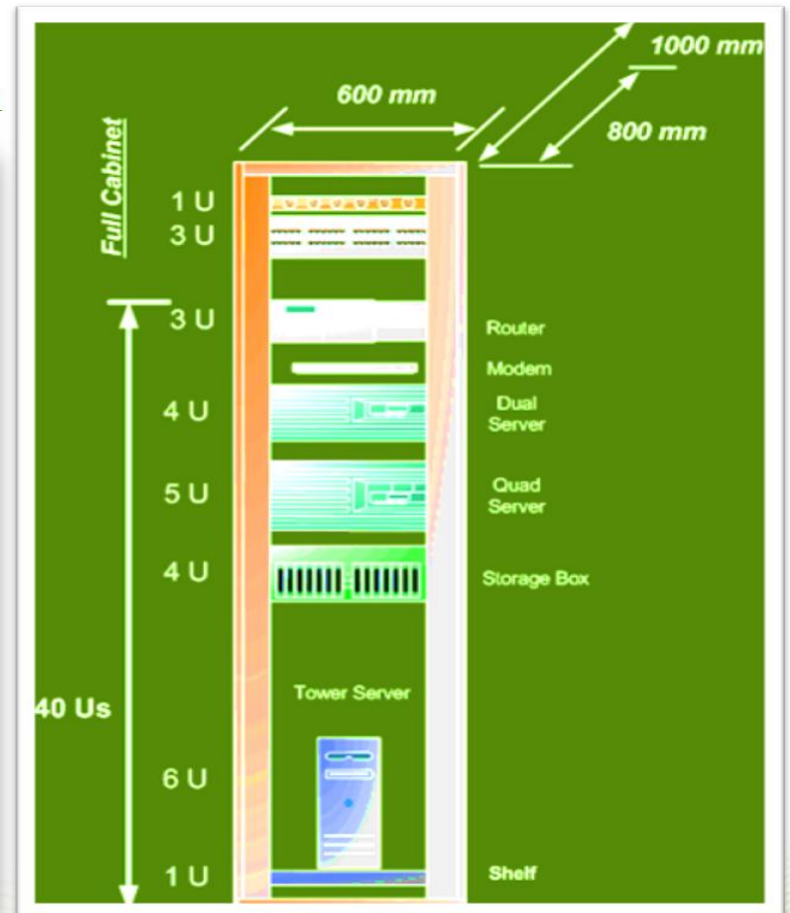 1000 mm
600 mm
800 mm
Full Cabinet
1 U
3 U
3 U
Router
Modem
4 U
Dual
Server
5 U
Quad
Server
4 U
Storage Box
Tower Server
40 Us
6 U
1 U
Shelf